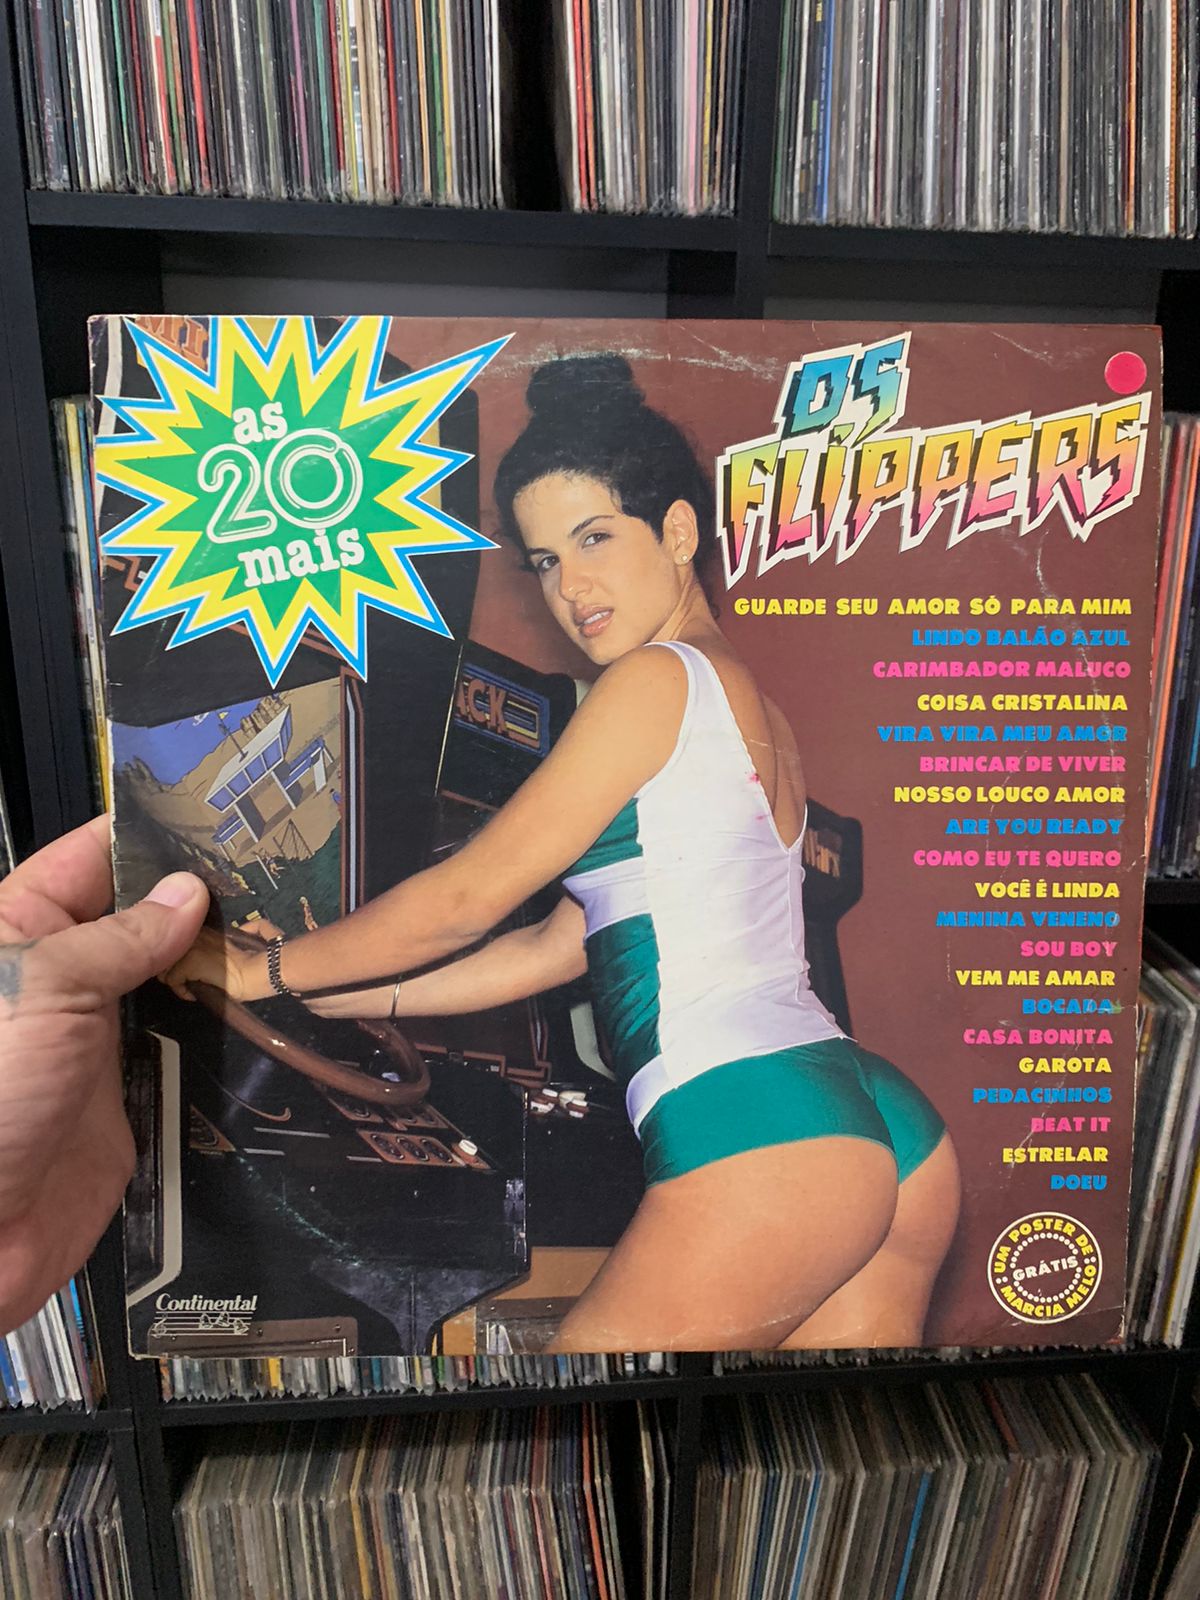 as
20
mais
OS
FLIPPERS
GUARDE SEU AMOR SÓ PARA MIM
LINDO BALÃO AZUL
CARIMBADOR MALUCO
COISA CRISTALINA
VIRA VIRA MEU AMOR
BRINCAR DE VIVER
NOSSO LOUCO AMOR
ARE YOU READY
COMO EU TE QUERO
VOCÊ É LINDA
MENINA VENENO
SOU BOY
VEM ME AMAR
BOCADA
CASA BONITA
GAROTA
PEDACINHOS
BEAT IT
ESTRELAR
DOEU
UM POSTER DE
GRÁTIS
MARCIA MELO
Continental